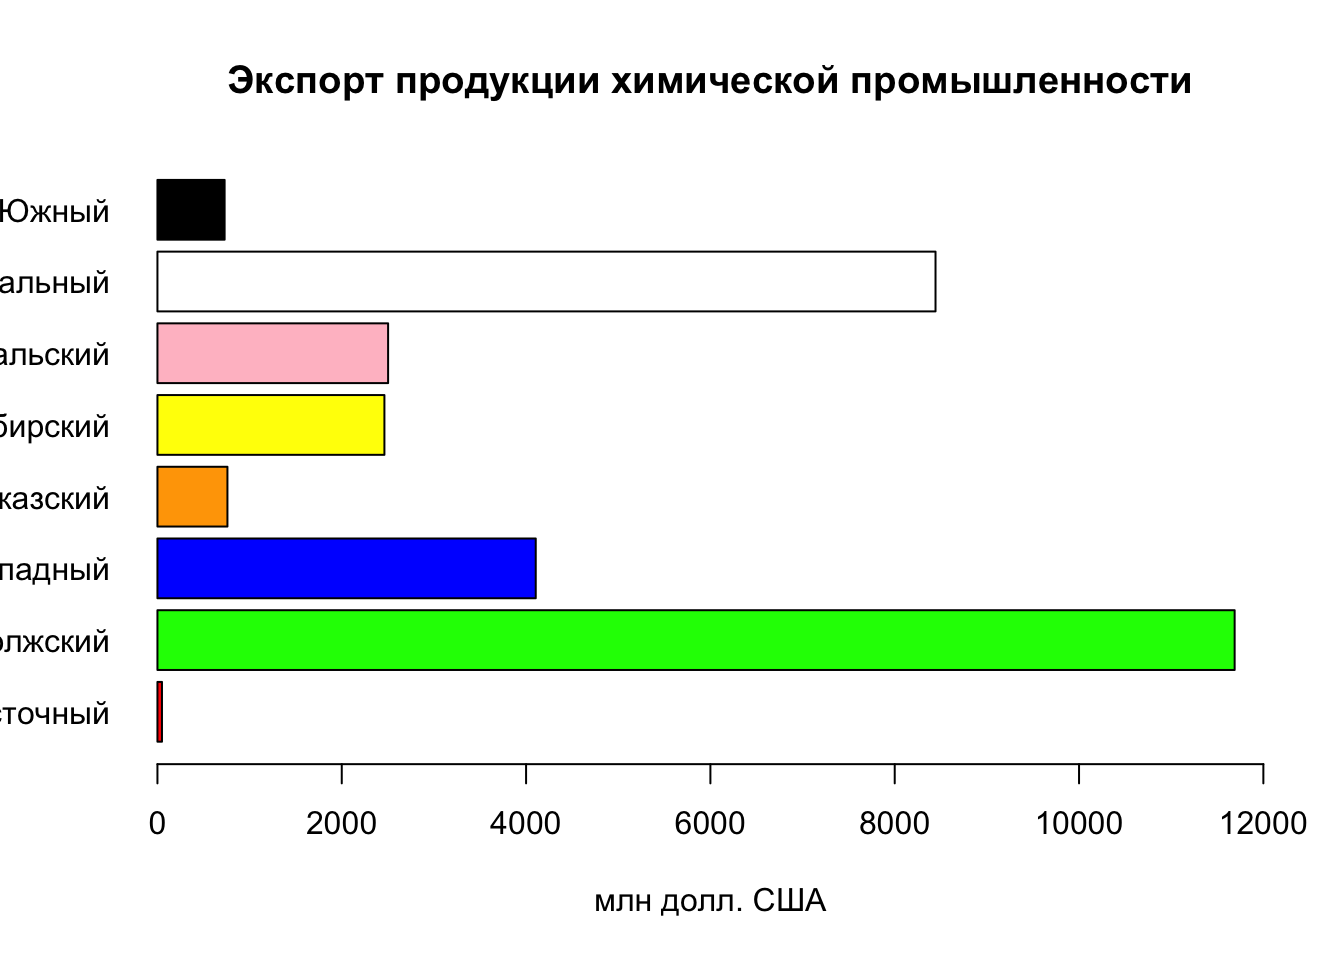 Экспорт продукции химической промышленности
Южный
альный
альский
бирский
казский
падный
олжский
сточный
0 2000 4000 6000 8000 10000 12000
млн долл. США